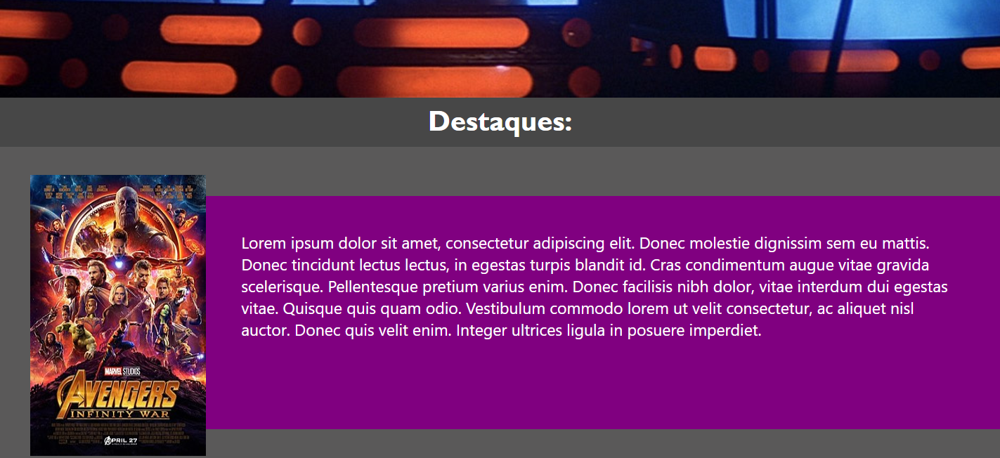 Destaques:
Lorem ipsum dolor sit amet, consectetur adipiscing elit. Donec molestie dignissim sem eu mattis.
Donec tincidunt lectus lectus, in egestas turpis blandit id. Cras condimentum augue vitae gravida
scelerisque. Pellentesque pretium varius enim. Donec facilisis nibh dolor, vitae interdum dui egestas
vitae. Quisque quis quam odio. Vestibulum commodo lorem ut velit consectetur, ac aliquet nisl
auctor. Donec quis velit enim. Integer ultrices ligula in posuere imperdiet.
MARVEL STUDIOS
AVENGERS
INFINITY WAR
APRIL 27